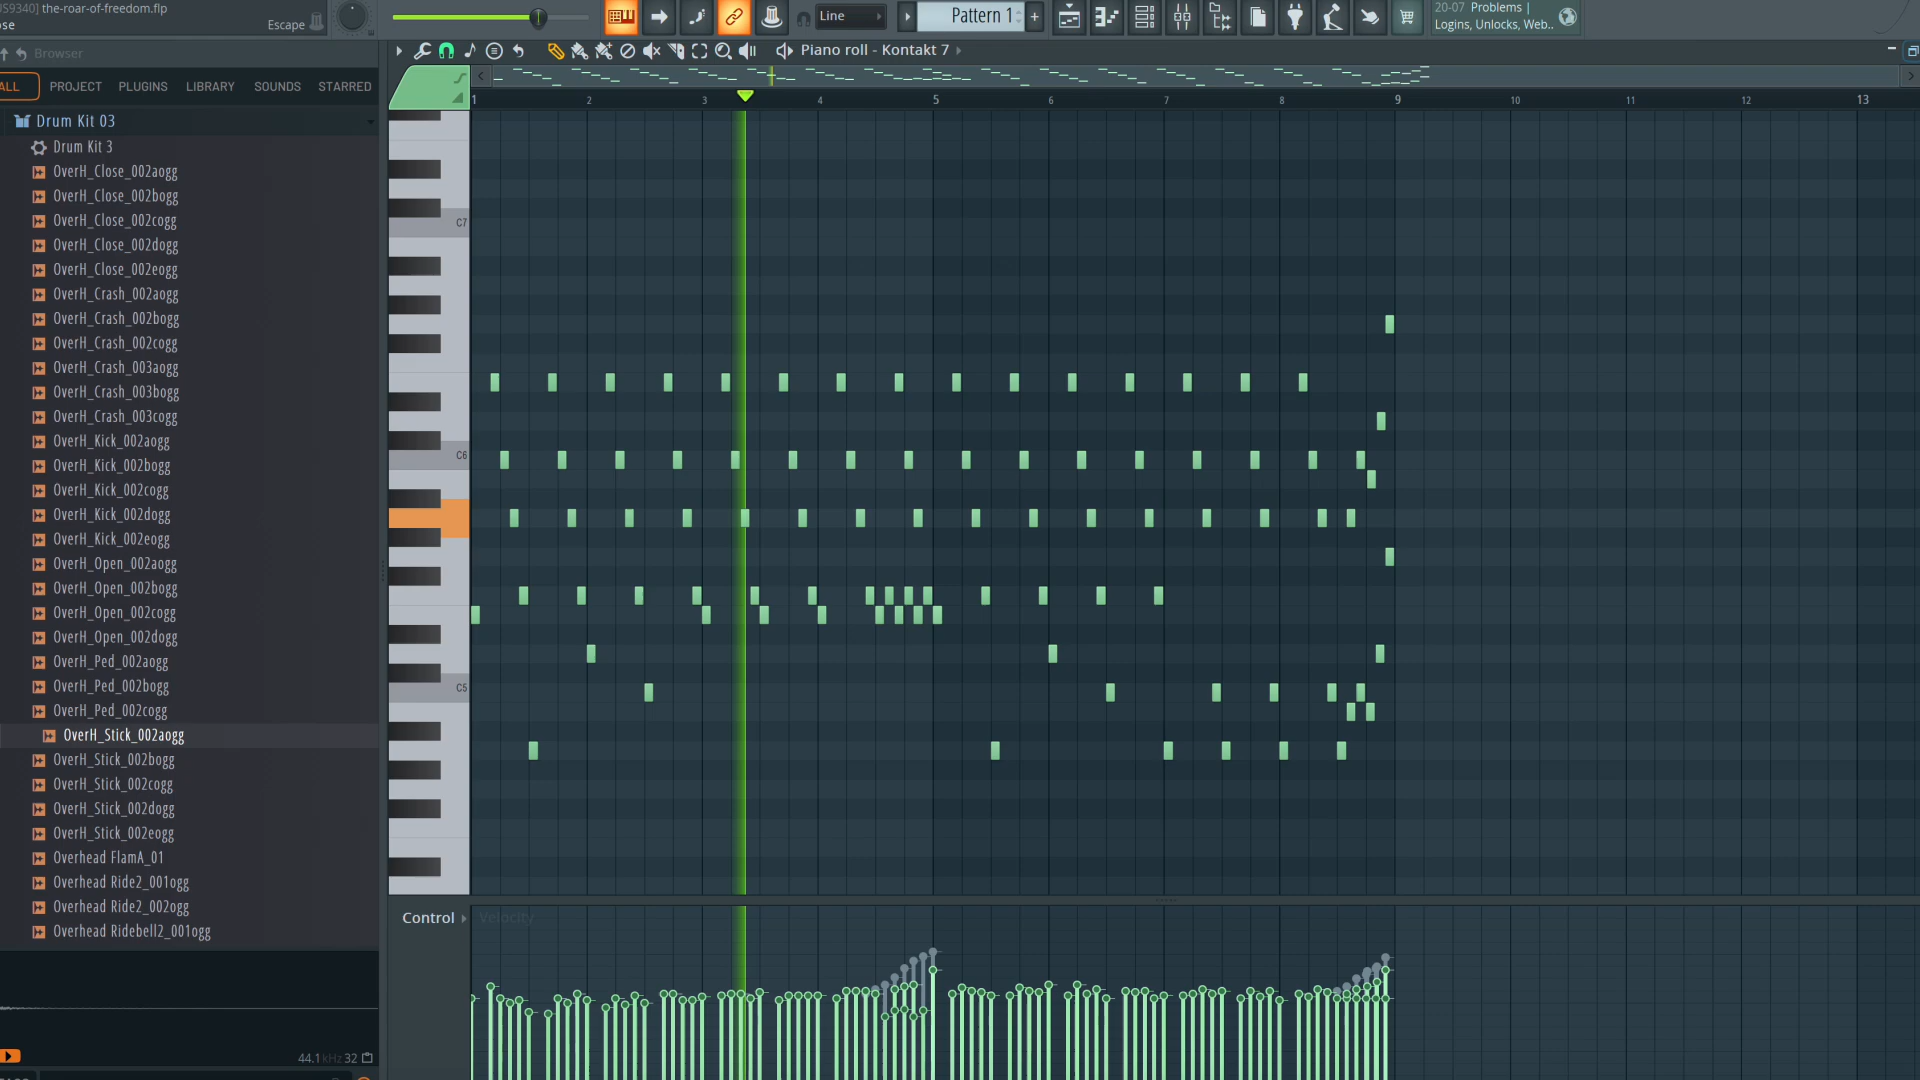 US9340] the-roar-of-freedom.flp
Escape
Line
Pattern 1
+
20-07 Problems |
Logins, Unlocks, Web..
Browser
Piano roll - Kontakt 7
ALL PROJECT PLUGINS LIBRARY SOUNDS STARRED
1 2 3 4 5 6 7 8 9 10 11 12 13
Drum Kit 03
Drum Kit 3
OverH_Close_002aogg
OverH_Close_002bogg
OverH_Close_002cogg
OverH_Close_002dogg
OverH_Close_002eogg
OverH_Crash_002aogg
OverH_Crash_002bogg
OverH_Crash_002cogg
OverH_Crash_003aogg
OverH_Crash_003bogg
OverH_Crash_003cogg
OverH_Kick_002aogg
OverH_Kick_002bogg
OverH_Kick_002cogg
OverH_Kick_002dogg
OverH_Kick_002eogg
OverH_Open_002aogg
OverH_Open_002bogg
OverH_Open_002cogg
OverH_Open_002dogg
OverH_Ped_002aogg
OverH_Ped_002bogg
OverH_Ped_002cogg
OverH_Stick_002aogg
OverH_Stick_002bogg
OverH_Stick_002cogg
OverH_Stick_002dogg
OverH_Stick_002eogg
Overhead FlamA_01
Overhead Ride2_001ogg
Overhead Ride2_002ogg
Overhead Ridebell2_001ogg
C7
C6
C5
Control
Velocity
44.1kHz 32